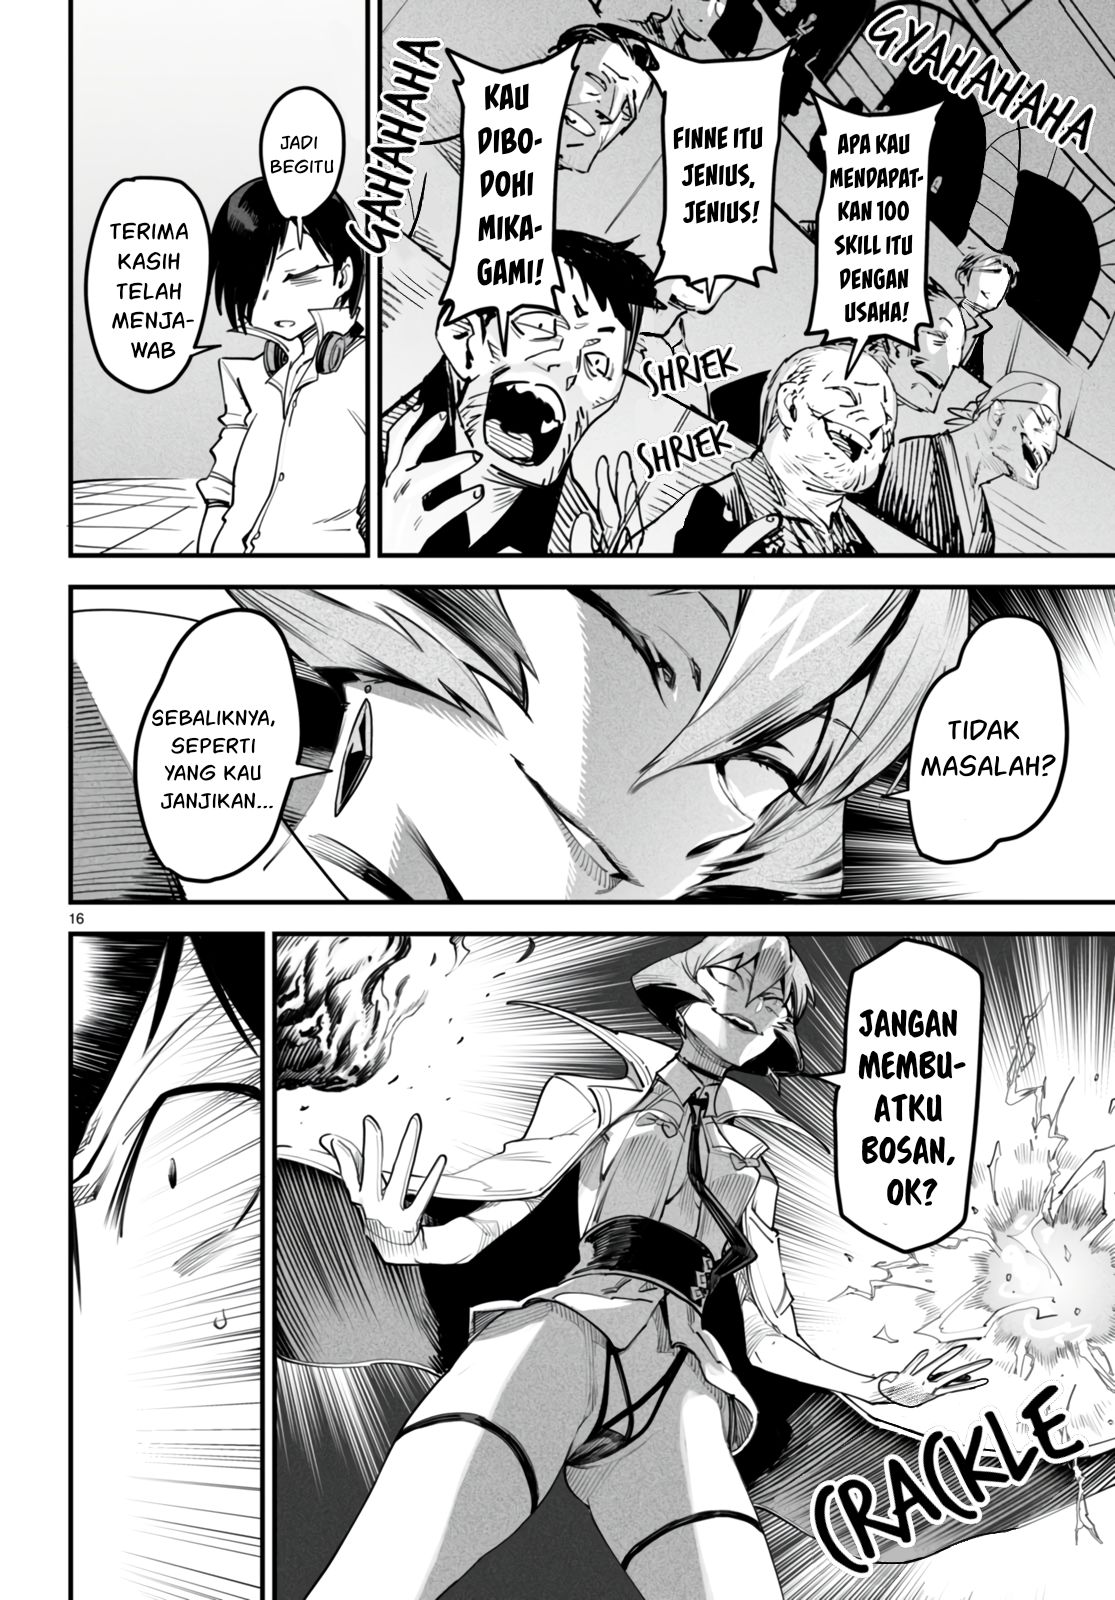 GYAHAHAHA
APA KAU
MENDAPAT-
KAN 100
SKILL ITU
DENGAN
USAHA!
FINNE ITU
JENIUS,
JENIUS!
KAU
DIBO-
DOHI
MIKA-
GAMI!
GAHAHAHA
SHRIEK
SHRIEK
JADI
BEGITU
TERIMA
KASIH
TELAH
MENJA-
WAB
TIDAK
MASALAH?
SEBALIKNYA,
SEPERTI
YANG KAU
JANJIKAN...
16
JANGAN
MEMBU-
ATKU
BOSAN,
OK?
CRACKLE